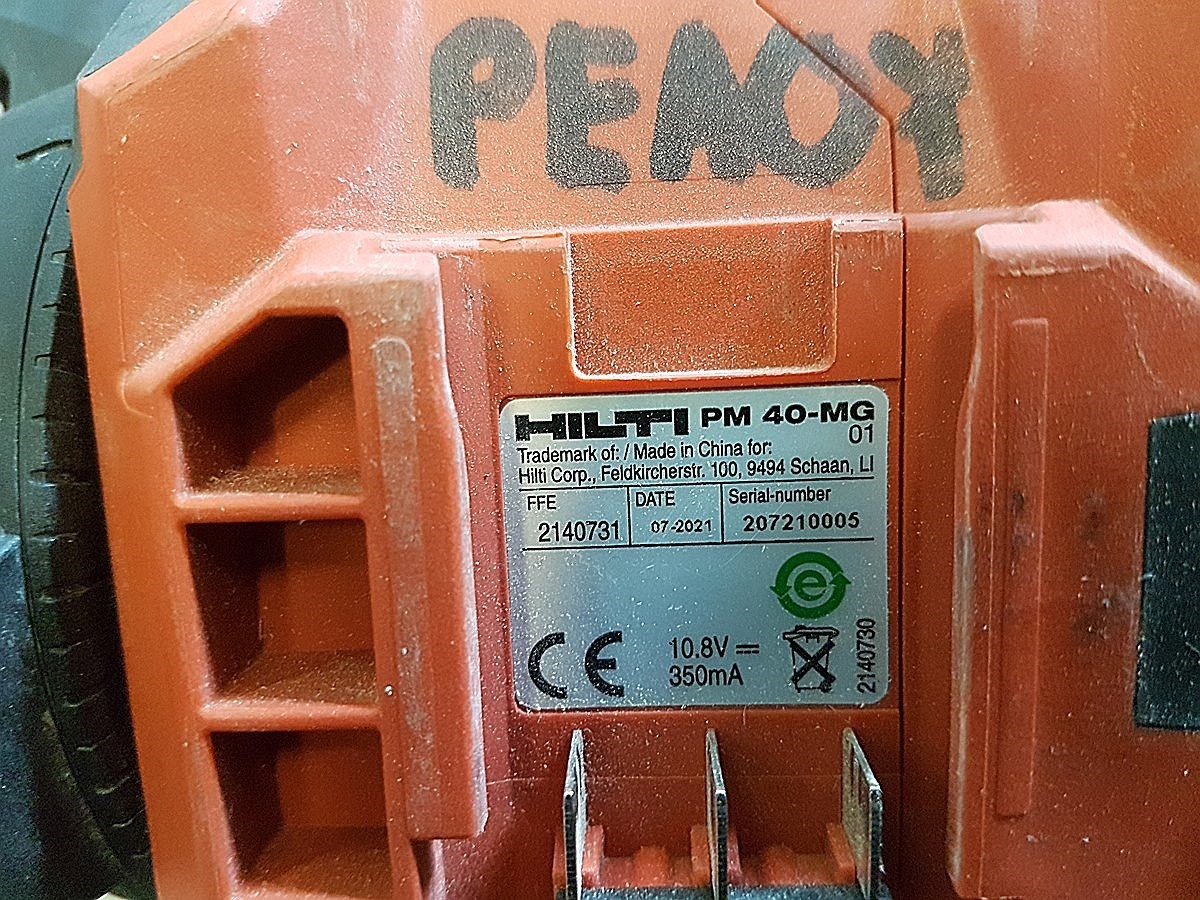 PENOY
HILTI PM 40-MG
01
Trademark of: / Made in China for:
Hilti Corp., Feldkircherstr. 100, 9494 Schaan, LI
FFE DATE Serial-number
2140731 07-2021 207210005
e
CE 10.8V ⎓
350mA
2140730